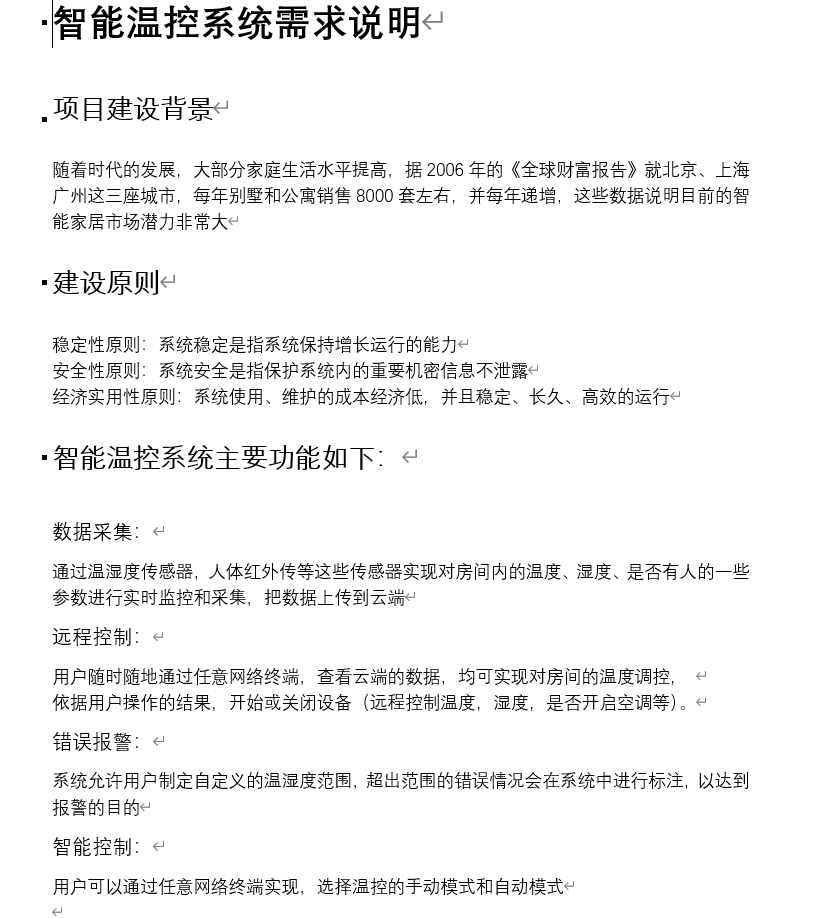 智能温控系统需求说明
项目建设背景
随着时代的发展，大部分家庭生活水平提高，据 2006 年的《全球财富报告》就北京、上海
广州这三座城市，每年别墅和公寓销售 8000 套左右，并每年递增，这些数据说明目前的智
能家居市场潜力非常大
建设原则
稳定性原则：系统稳定是指系统保持增长运行的能力
安全性原则：系统安全是指保护系统内的重要机密信息不泄露
经济实用性原则：系统使用、维护的成本经济低，并且稳定、长久、高效的运行
智能温控系统主要功能如下：
数据采集：
通过温湿度传感器，人体红外传等这些传感器实现对房间内的温度、湿度、是否有人的一些
参数进行实时监控和采集，把数据上传到云端
远程控制：
用户随时随地通过任意网络终端，查看云端的数据，均可实现对房间的温度调控，
依据用户操作的结果，开始或关闭设备（远程控制温度，湿度，是否开启空调等）。
错误报警：
系统允许用户制定自定义的温湿度范围，超出范围的错误情况会在系统中进行标注，以达到
报警的目的
智能控制：
用户可以通过任意网络终端实现，选择温控的手动模式和自动模式